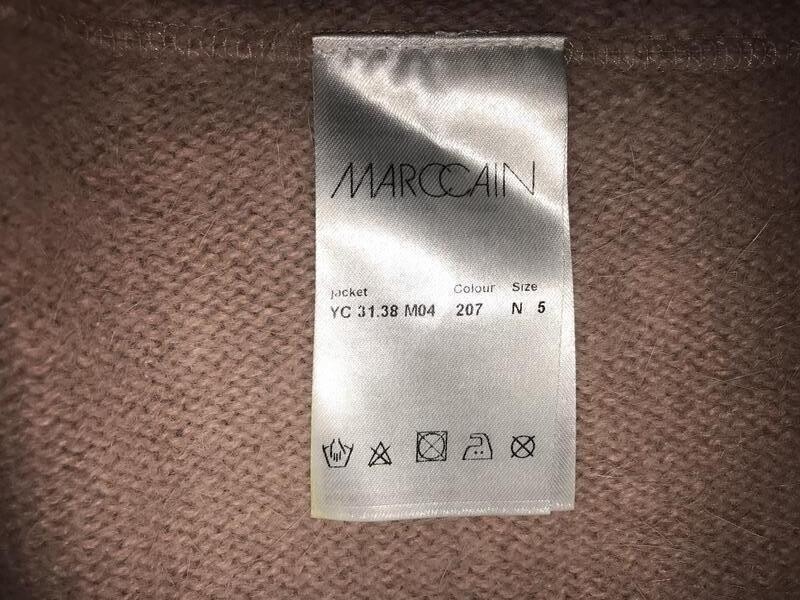 MARCCAIN
jacket Colour Size
YC 31.38 M04 207 N 5